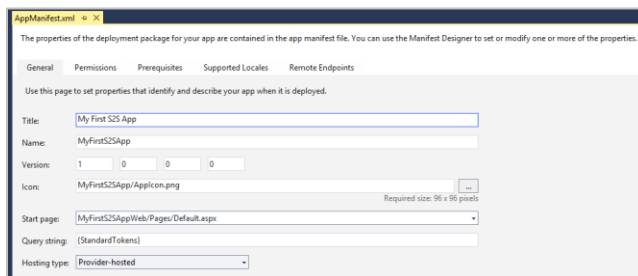 AppManifest.xml
The properties of the deployment package for your app are contained in the app manifest file. You can use the Manifest Designer to set or modify one or more of the properties.
General Permissions Prerequisites Supported Locales Remote Endpoints
Use this page to set properties that identify and describe your app when it is deployed.
Title: My First S2S App
Name: MyFirstS2SApp
Version: 1 0 0 0
Icon: MyFirstS2SApp/AppIcon.png ...
Required size: 96 x 96 pixels
Start page: MyFirstS2SAppWeb/Pages/Default.aspx
Query string: {StandardTokens}
Hosting type: Provider-hosted